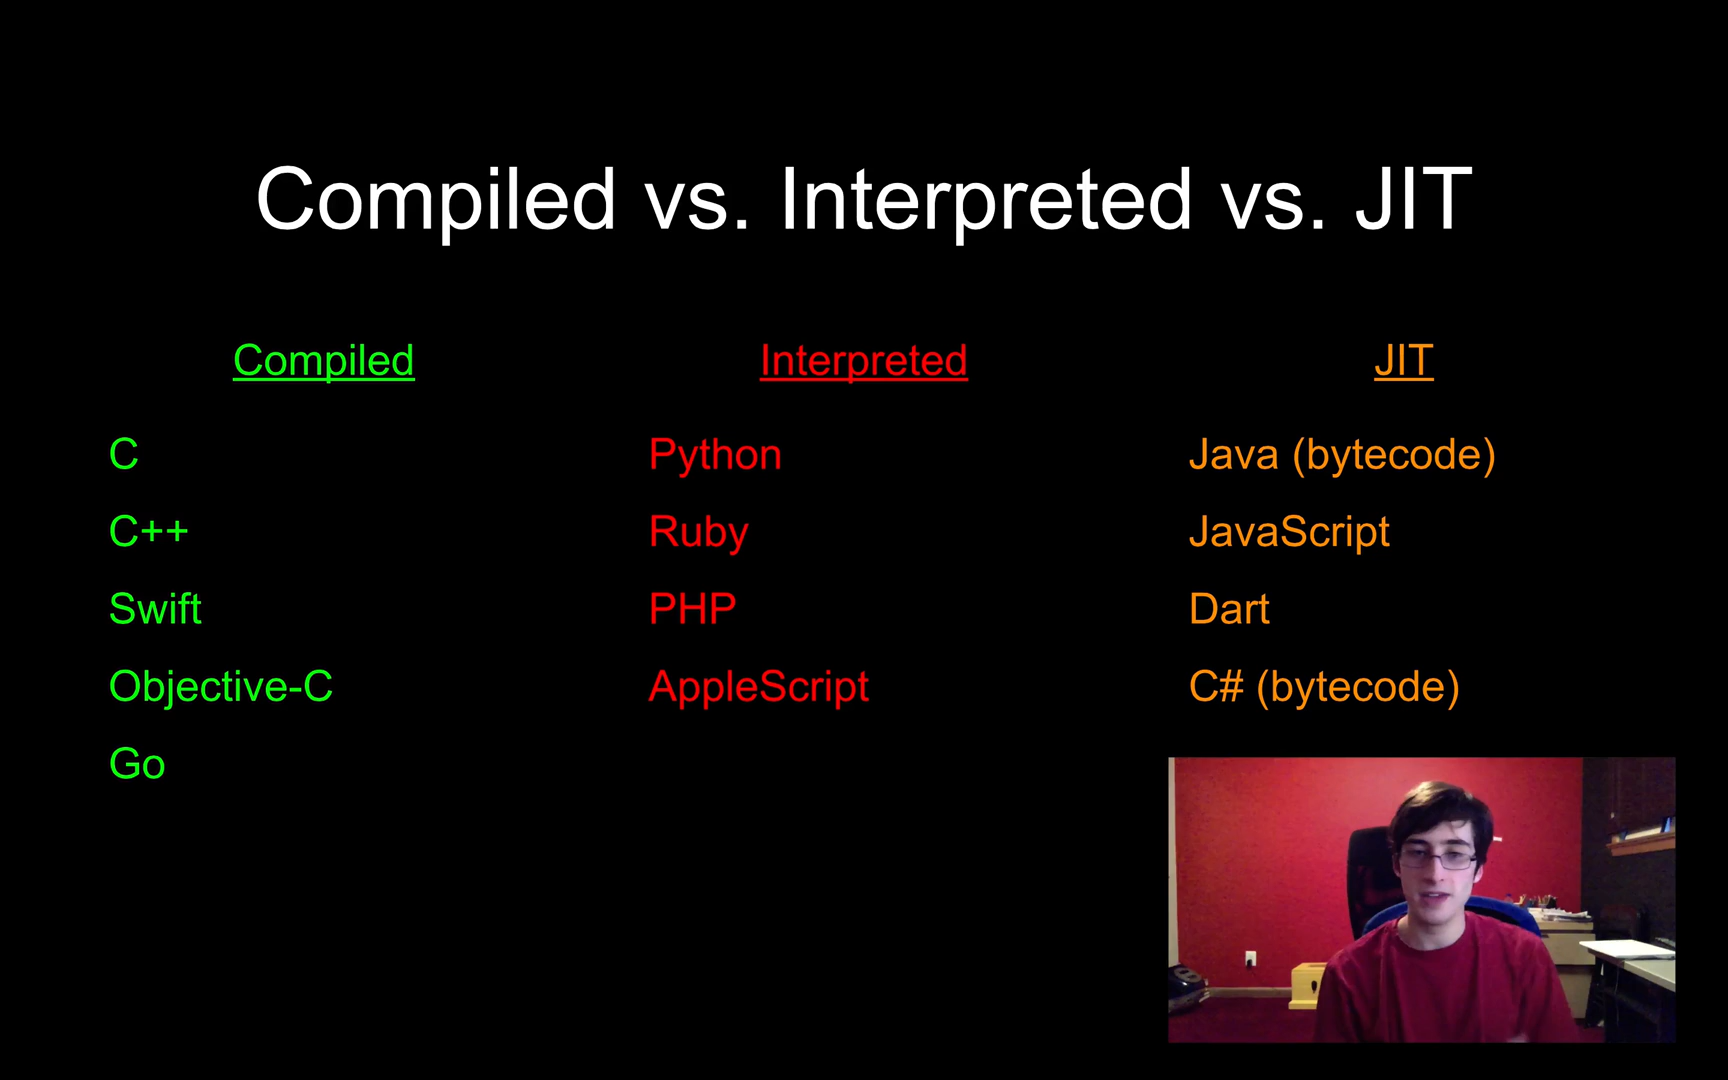 Compiled vs. Interpreted vs. JIT
Compiled
C
C++
Swift
Objective-C
Go
Interpreted
Python
Ruby
PHP
AppleScript
JIT
Java (bytecode)
JavaScript
Dart
C# (bytecode)